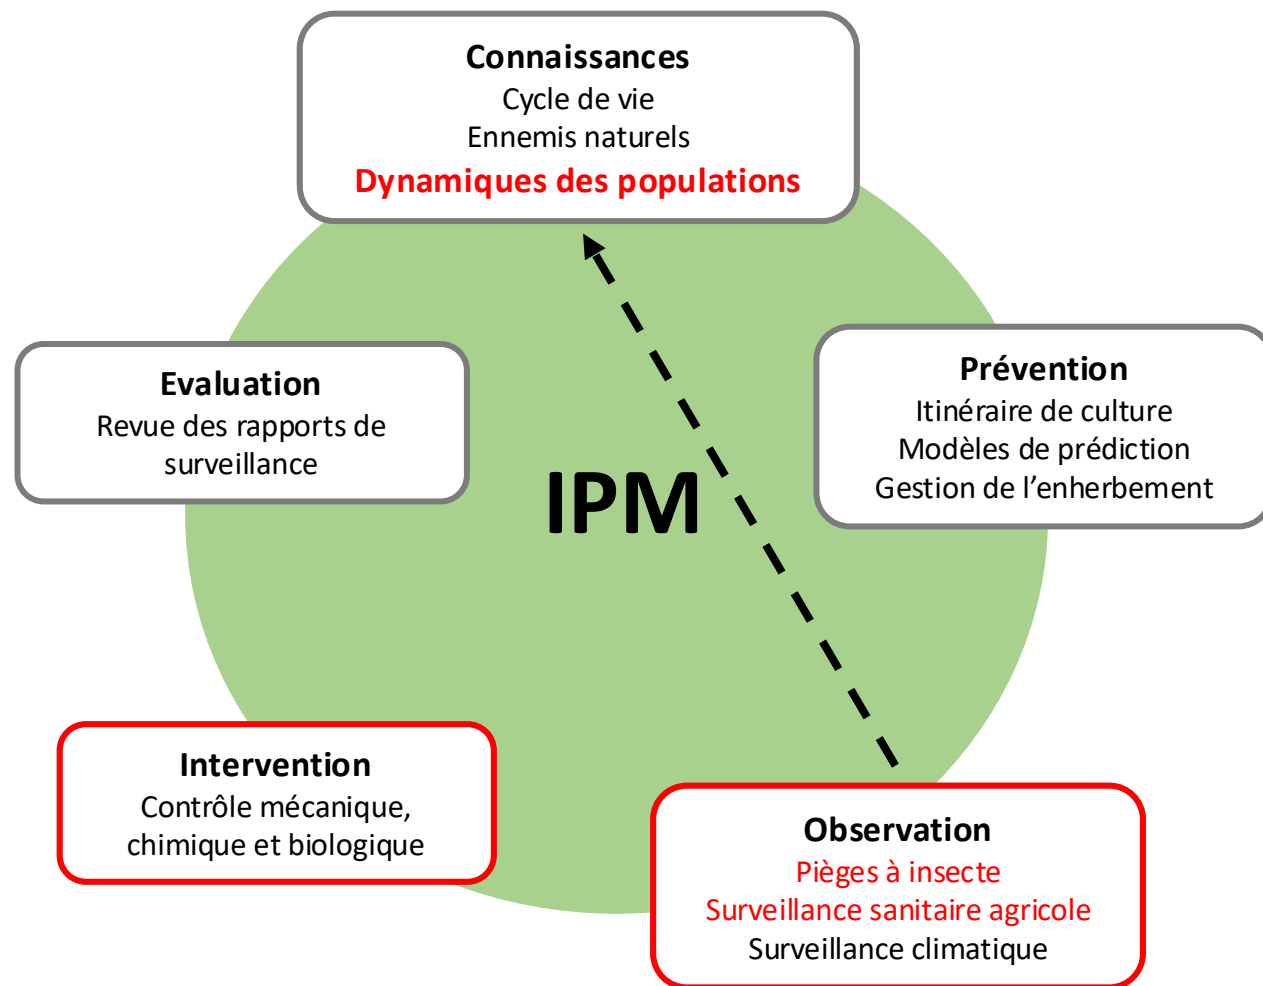 Connaissances
Cycle de vie
Ennemis naturels
Dynamiques des populations
Evaluation
Revue des rapports de
surveillance
Prévention
Itinéraire de culture
Modèles de prédiction
Gestion de l’enherbement
IPM
Intervention
Contrôle mécanique,
chimique et biologique
Observation
Pièges à insecte
Surveillance sanitaire agricole
Surveillance climatique